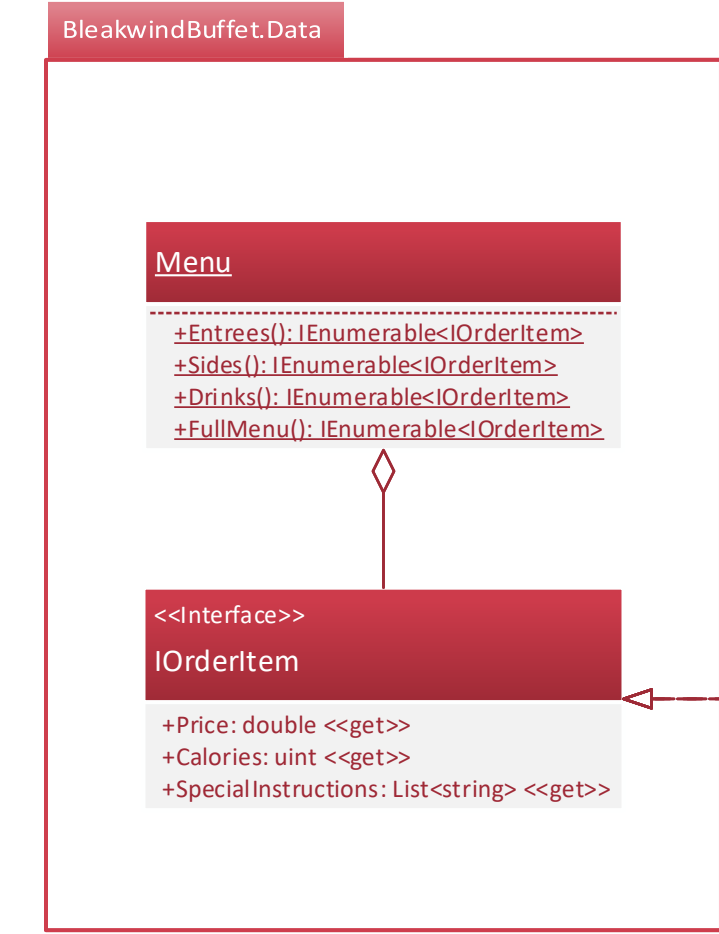 BleakwindBuffet.Data
Menu
+Entrees(): IEnumerable<IOrderItem>
+Sides(): IEnumerable<IOrderItem>
+Drinks(): IEnumerable<IOrderItem>
+FullMenu(): IEnumerable<IOrderItem>
<<Interface>>
IOrderItem
+Price: double <<get>>
+Calories: uint <<get>>
+SpecialInstructions: List<string> <<get>>